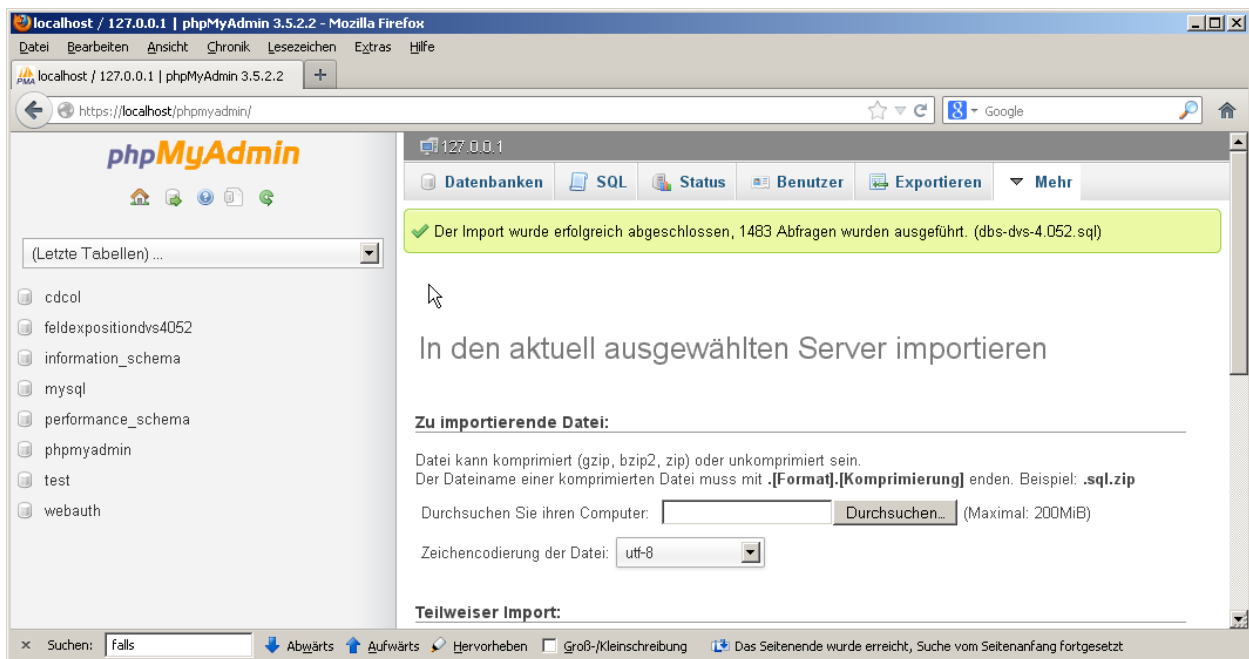 localhost / 127.0.0.1 | phpMyAdmin 3.5.2.2 - Mozilla Firefox
Datei Bearbeiten Ansicht Chronik Lesezeichen Extras Hilfe
PMA localhost / 127.0.0.1 | phpMyAdmin 3.5.2.2 +
https://localhost/phpmyadmin/
8 Google
phpMyAdmin
(Letzte Tabellen) ...
cdcol
feldexpositiondvs4052
information_schema
mysql
performance_schema
phpmyadmin
test
webauth
127.0.0.1
Datenbanken SQL Status Benutzer Exportieren Mehr
Der Import wurde erfolgreich abgeschlossen, 1483 Abfragen wurden ausgeführt. (dbs-dvs-4.052.sql)
In den aktuell ausgewählten Server importieren
Zu importierende Datei:
Datei kann komprimiert (gzip, bzip2, zip) oder unkomprimiert sein.
Der Dateiname einer komprimierten Datei muss mit .[Format].[Komprimierung] enden. Beispiel: .sql.zip
Durchsuchen Sie ihren Computer: Durchsuchen... (Maximal: 200MiB)
Zeichencodierung der Datei: utf-8
Teilweiser Import:
× Suchen: falls Abwärts Aufwärts Hervorheben Groß-/Kleinschreibung Das Seitenende wurde erreicht, Suche vom Seitenanfang fortgesetzt